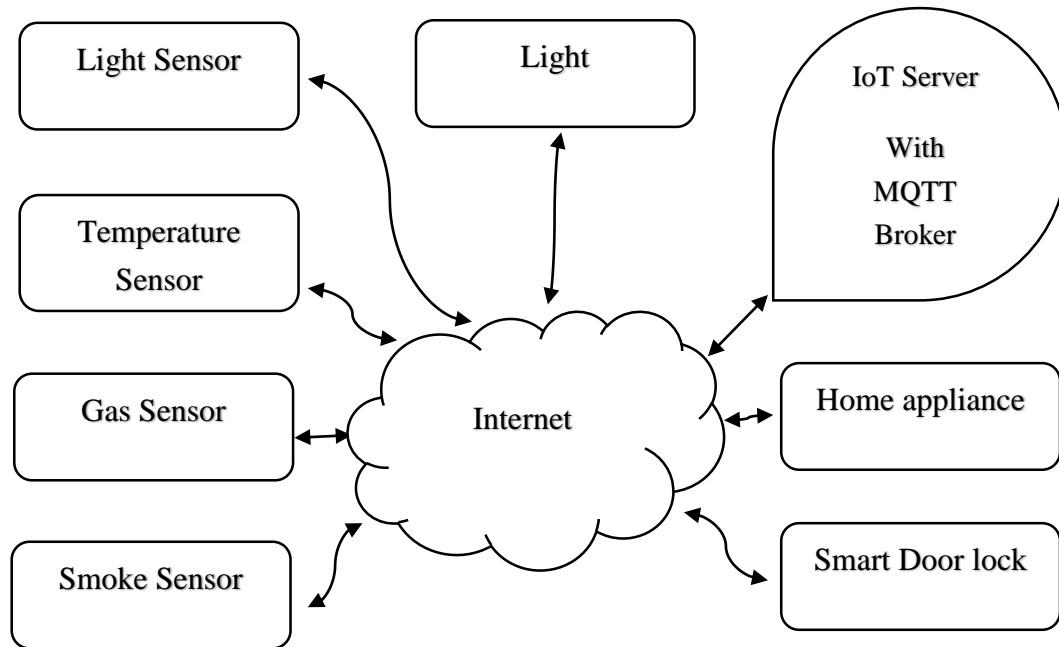 Light Sensor
Light
IoT Server
With
MQTT
Broker
Temperature
Sensor
Gas Sensor
Internet
Home appliance
Smoke Sensor
Smart Door lock